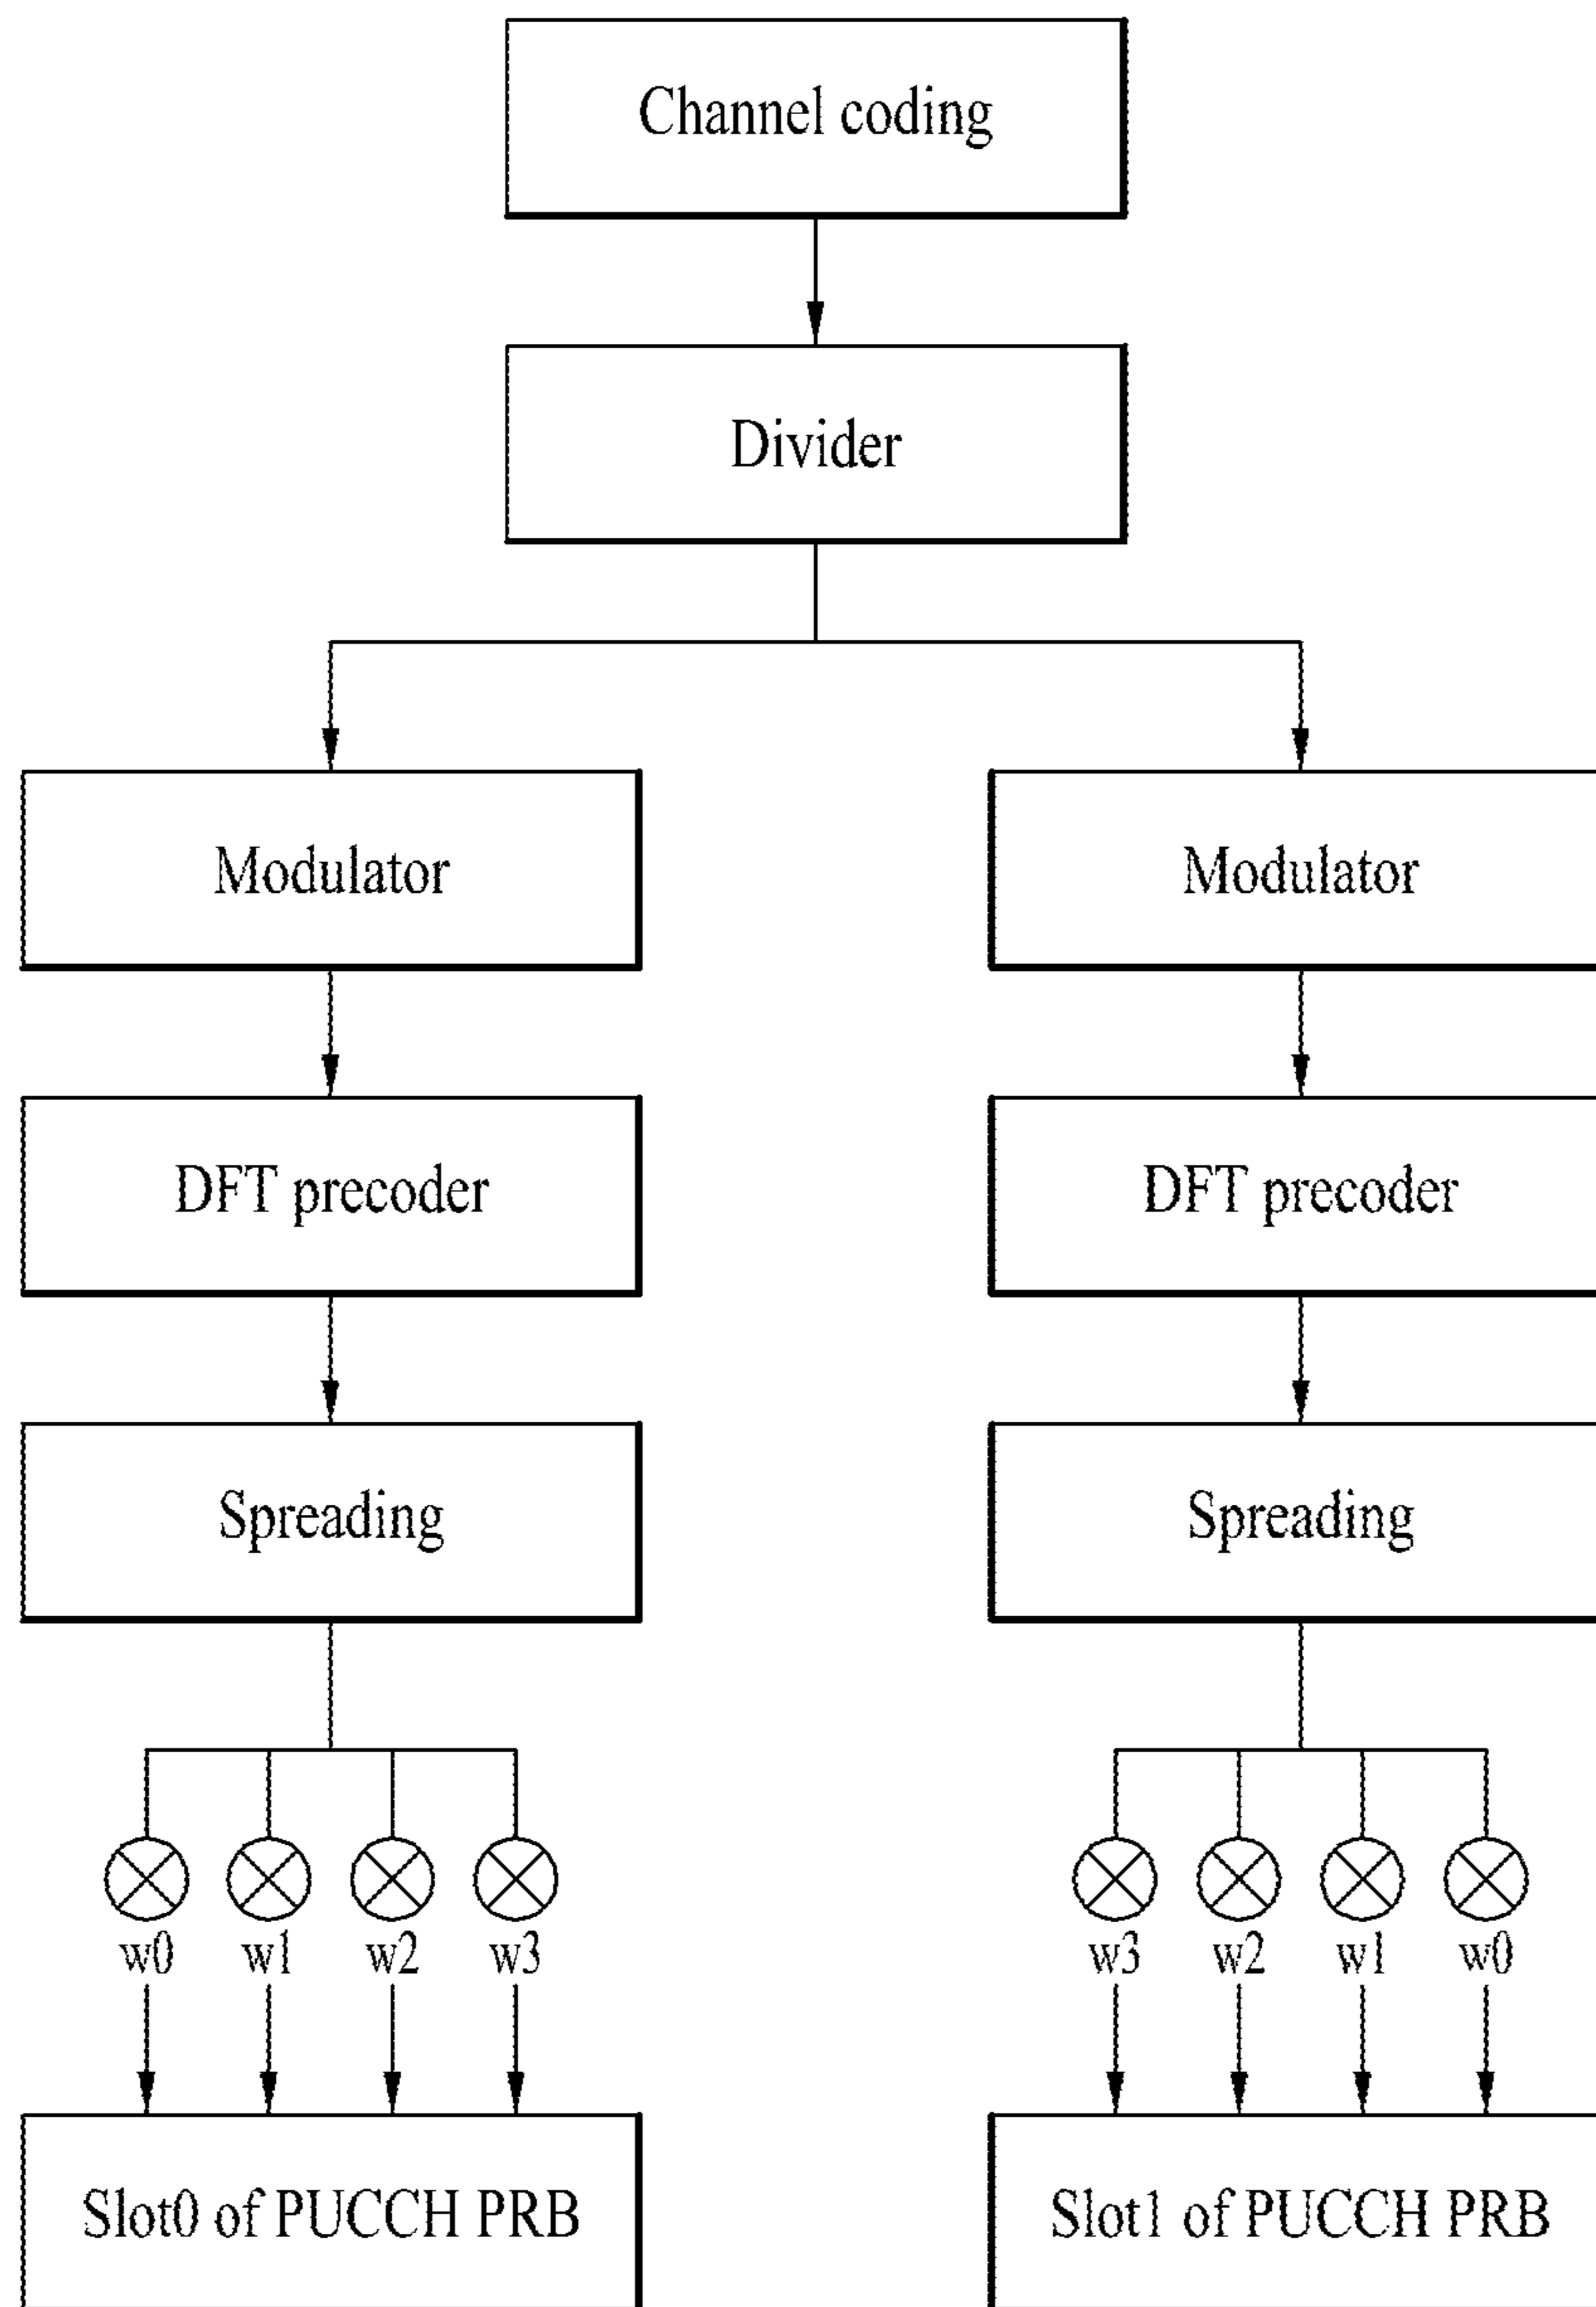 Channel coding
Divider
Modulator Modulator
DFT precoder DFT precoder
Spreading Spreading
w0 w1 w2 w3 w3 w2 w1 w0
Slot0 of PUCCH PRB Slot1 of PUCCH PRB